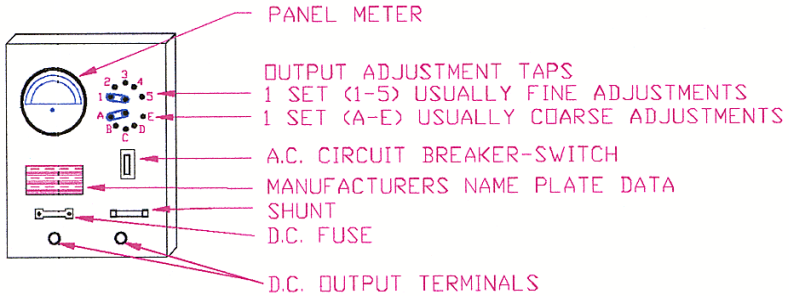 PANEL METER
OUTPUT ADJUSTMENT TAPS
1 SET (1-5) USUALLY FINE ADJUSTMENTS
1 SET (A-E) USUALLY COARSE ADJUSTMENTS
A.C. CIRCUIT BREAKER-SWITCH
MANUFACTURERS NAME PLATE DATA
SHUNT
D.C. FUSE
D.C. OUTPUT TERMINALS
3
2 4
1 5
A E
B D
C